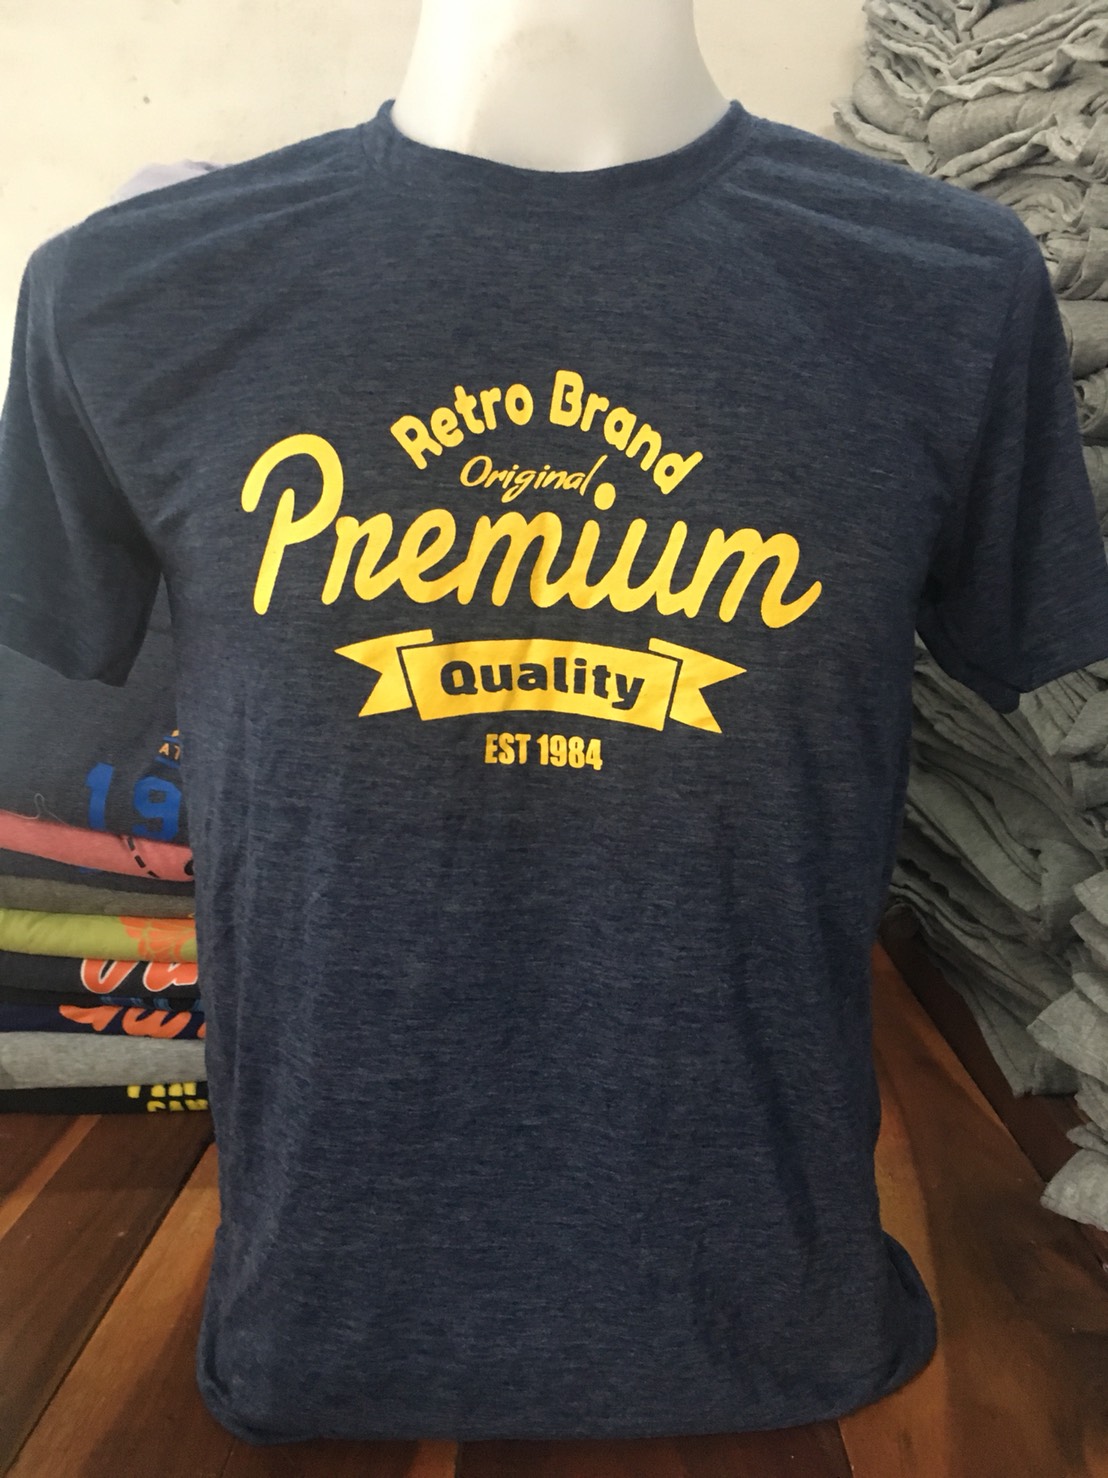 Retro Brand
Original
Premium
Quality
EST 1984